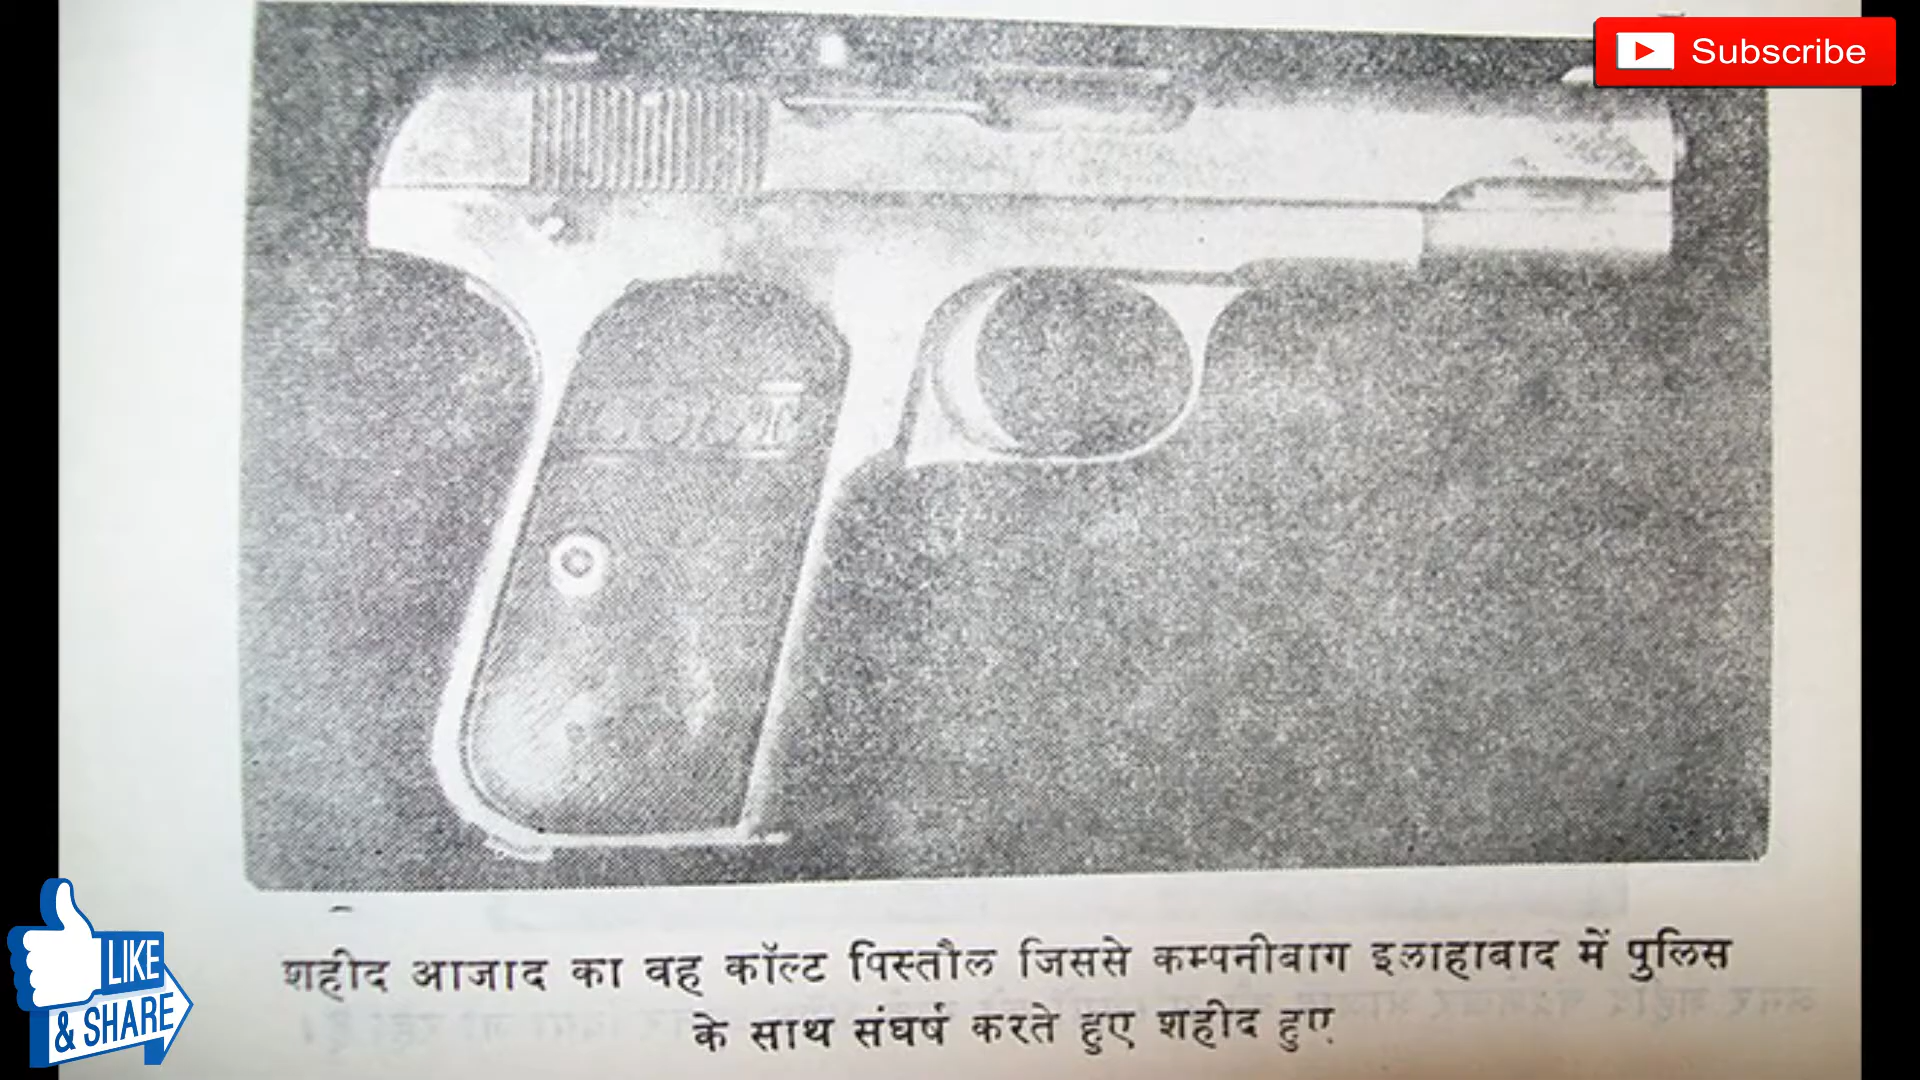 Subscribe
शहीद आजाद का वह कॉल्ट पिस्तौल जिससे कम्पनीबाग इलाहाबाद में पुलिस
के साथ संघर्ष करते हुए शहीद हुए
LIKE
& SHARE